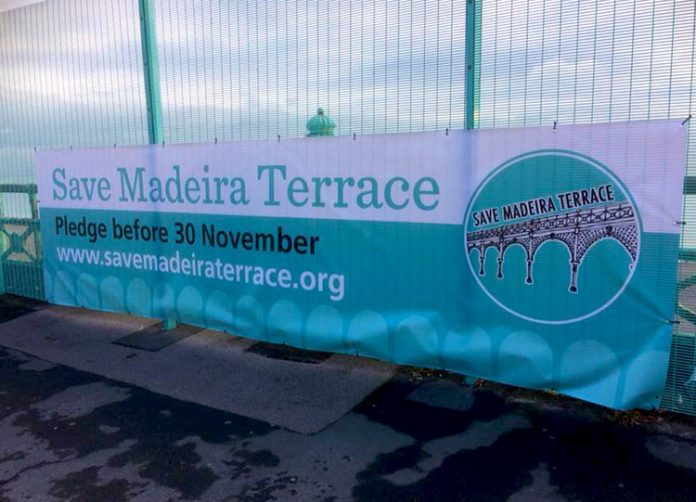 Save Madeira Terrace
Pledge before 30 November
www.savemadeiraterrace.org
SAVE MADEIRA TERRACE